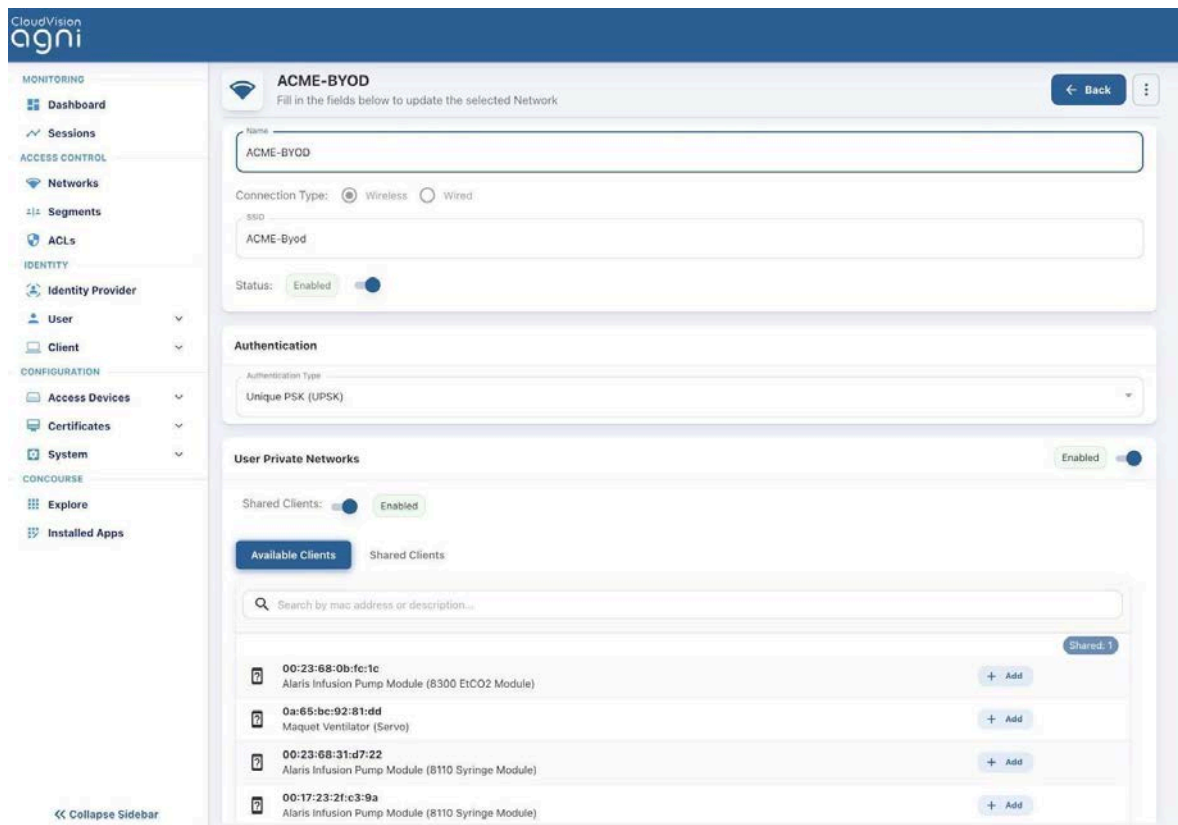 CloudVision
agni
MONITORING
Dashboard
Sessions
ACCESS CONTROL
Networks
Segments
ACLs
IDENTITY
Identity Provider
User
Client
CONFIGURATION
Access Devices
Certificates
System
CONCOURSE
Explore
Installed Apps
Collapse Sidebar
ACME-BYOD
Fill in the fields below to update the selected Network
Back
Name
ACME-BYOD
Connection Type: Wireless Wired
SSID
ACME-Byod
Status: Enabled
Authentication
Authentication Type
Unique PSK (UPSK)
User Private Networks
Enabled
Shared Clients: Enabled
Available Clients Shared Clients
Search by mac address or description...
Shared: 1
00:23:68:0b:fc:1c
Alaris Infusion Pump Module (8300 EtCO2 Module)
+ Add
0a:65:bc:92:81:dd
Maquet Ventilator (Servo)
+ Add
00:23:68:31:d7:22
Alaris Infusion Pump Module (8110 Syringe Module)
+ Add
00:17:23:2f:c3:9a
Alaris Infusion Pump Module (8110 Syringe Module)
+ Add